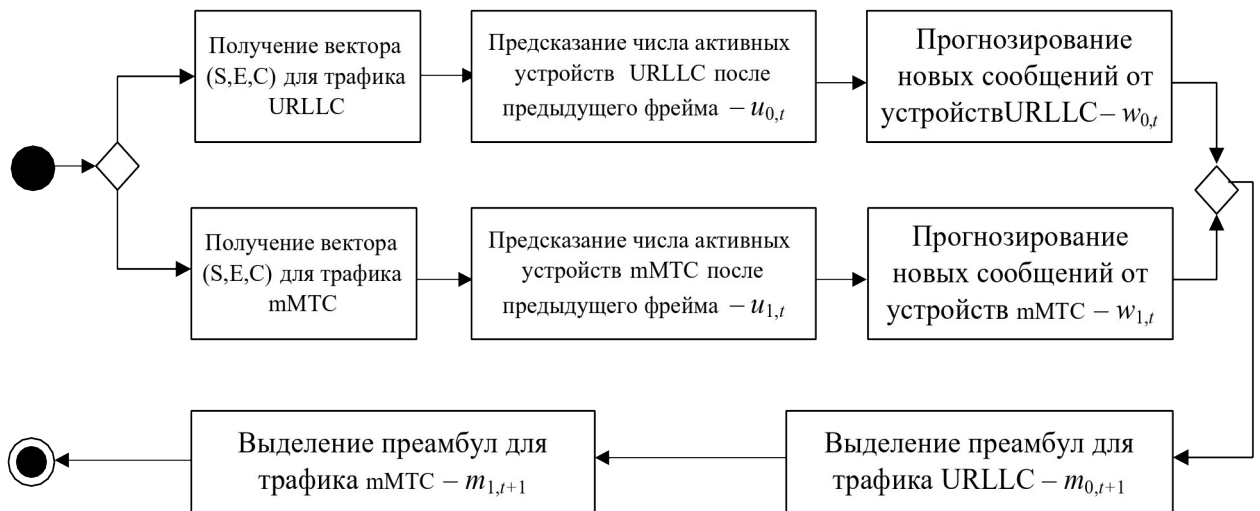 Получение вектора
(S,E,C) для трафика
URLLC
Предсказание числа активных
устройств URLLC после
предыдущего фрейма – u0,t
Прогнозирование
новых сообщений от
устройствURLLC – w0,t
Получение вектора
(S,E,C) для трафика
mMTC
Предсказание числа активных
устройств mMTC после
предыдущего фрейма – u1,t
Прогнозирование
новых сообщений от
устройств mMTC – w1,t
Выделение преамбул для
трафика mMTC – m1,t+1
Выделение преамбул для
трафика URLLC – m0,t+1